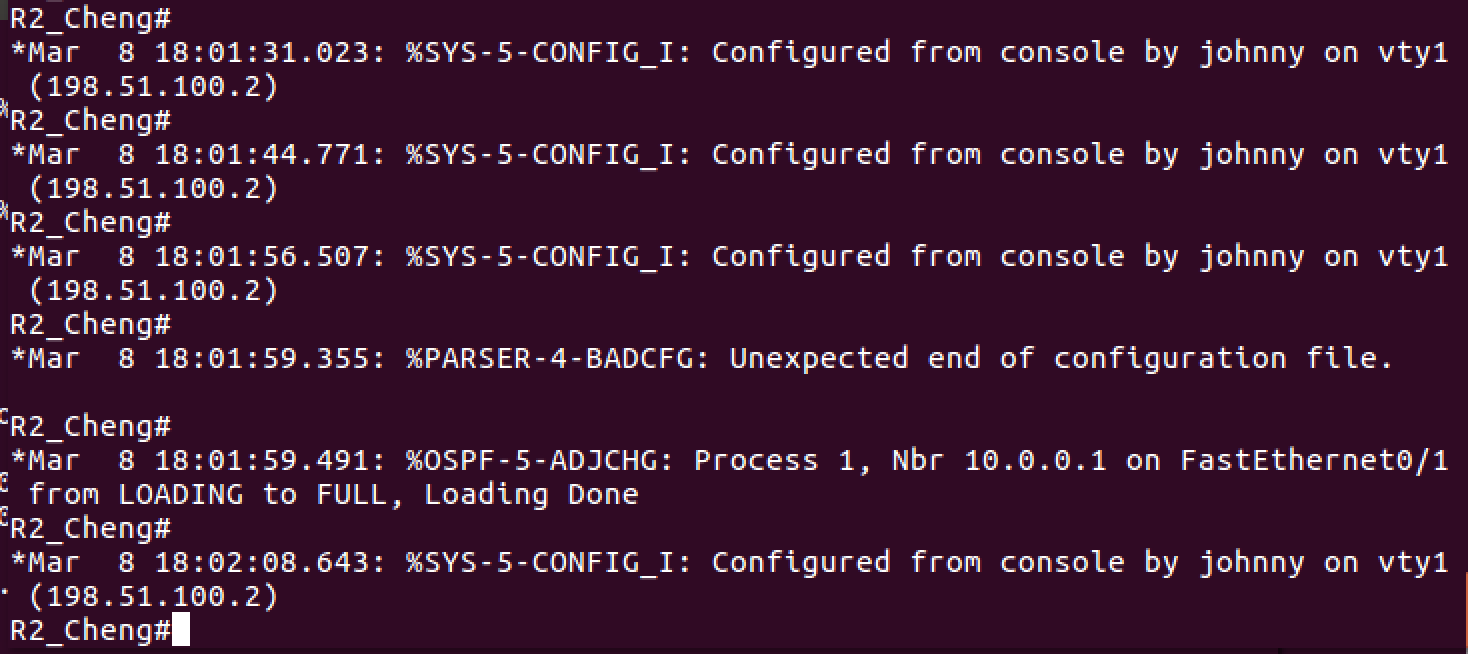 R2_Cheng#
*Mar  8 18:01:31.023: %SYS-5-CONFIG_I: Configured from console by johnny on vty1
 (198.51.100.2)
R2_Cheng#
*Mar  8 18:01:44.771: %SYS-5-CONFIG_I: Configured from console by johnny on vty1
 (198.51.100.2)
R2_Cheng#
*Mar  8 18:01:56.507: %SYS-5-CONFIG_I: Configured from console by johnny on vty1
 (198.51.100.2)
R2_Cheng#
*Mar  8 18:01:59.355: %PARSER-4-BADCFG: Unexpected end of configuration file.

R2_Cheng#
*Mar  8 18:01:59.491: %OSPF-5-ADJCHG: Process 1, Nbr 10.0.0.1 on FastEthernet0/1
 from LOADING to FULL, Loading Done
R2_Cheng#
*Mar  8 18:02:08.643: %SYS-5-CONFIG_I: Configured from console by johnny on vty1
 (198.51.100.2)
R2_Cheng#